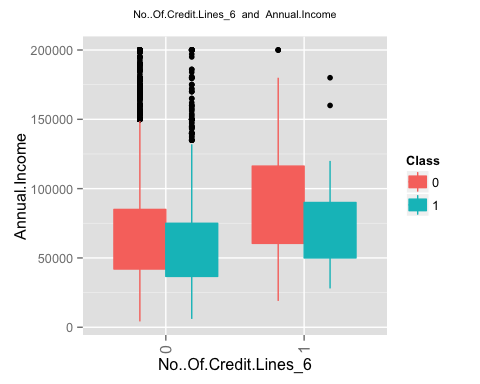 No..Of.Credit.Lines_6 and Annual.Income
200000
150000
100000
50000
0
Annual.Income
0
1
No..Of.Credit.Lines_6
Class
0
1